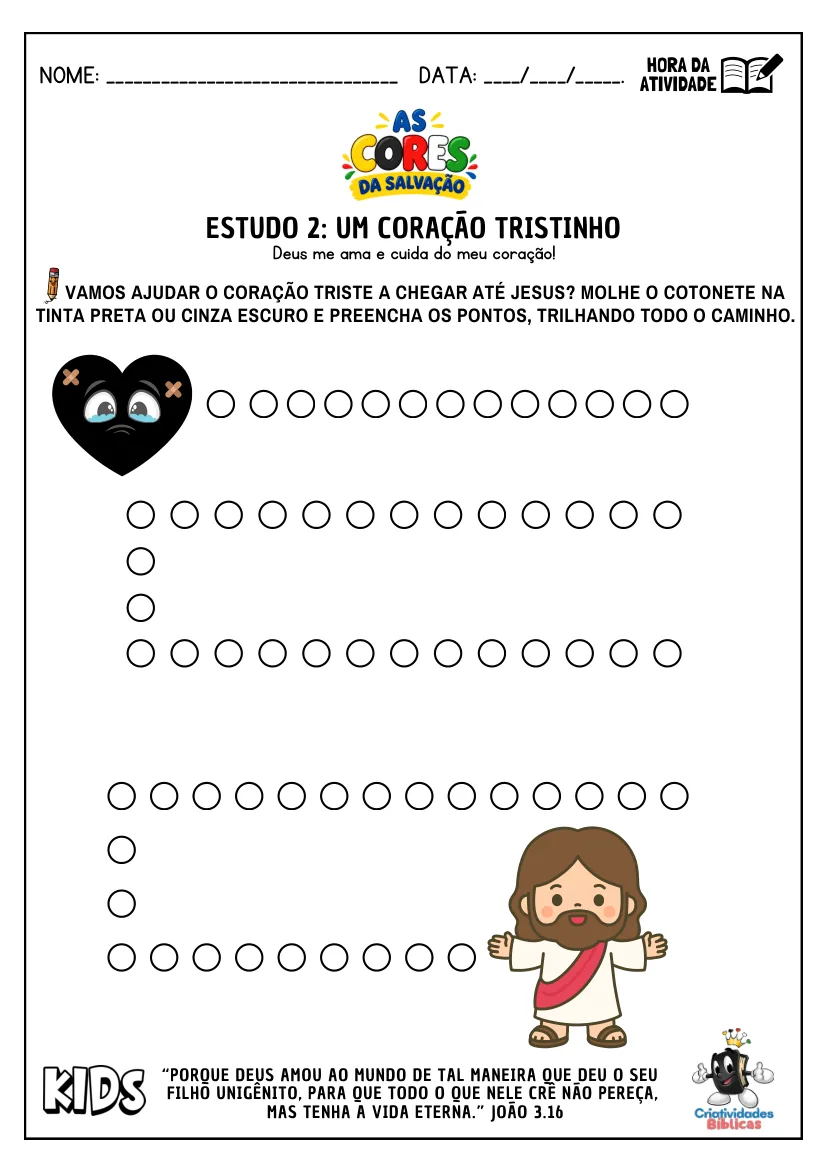 NOME: ________________________________ DATA: ____/____/_____.
HORA DA
ATIVIDADE
AS
CORES
DA SALVAÇÃO
ESTUDO 2: UM CORAÇÃO TRISTINHO
Deus me ama e cuida do meu coração!
VAMOS AJUDAR O CORAÇÃO TRISTE A CHEGAR ATÉ JESUS? MOLHE O COTONETE NA
TINTA PRETA OU CINZA ESCURO E PREENCHA OS PONTOS, TRILHANDO TODO O CAMINHO.
KIDS
“PORQUE DEUS AMOU AO MUNDO DE TAL MANEIRA QUE DEU O SEU
FILHO UNIGÊNITO, PARA QUE TODO O QUE NELE CRÊ NÃO PEREÇA,
MAS TENHA A VIDA ETERNA.” JOÃO 3.16
Criatividades
Bíblicas